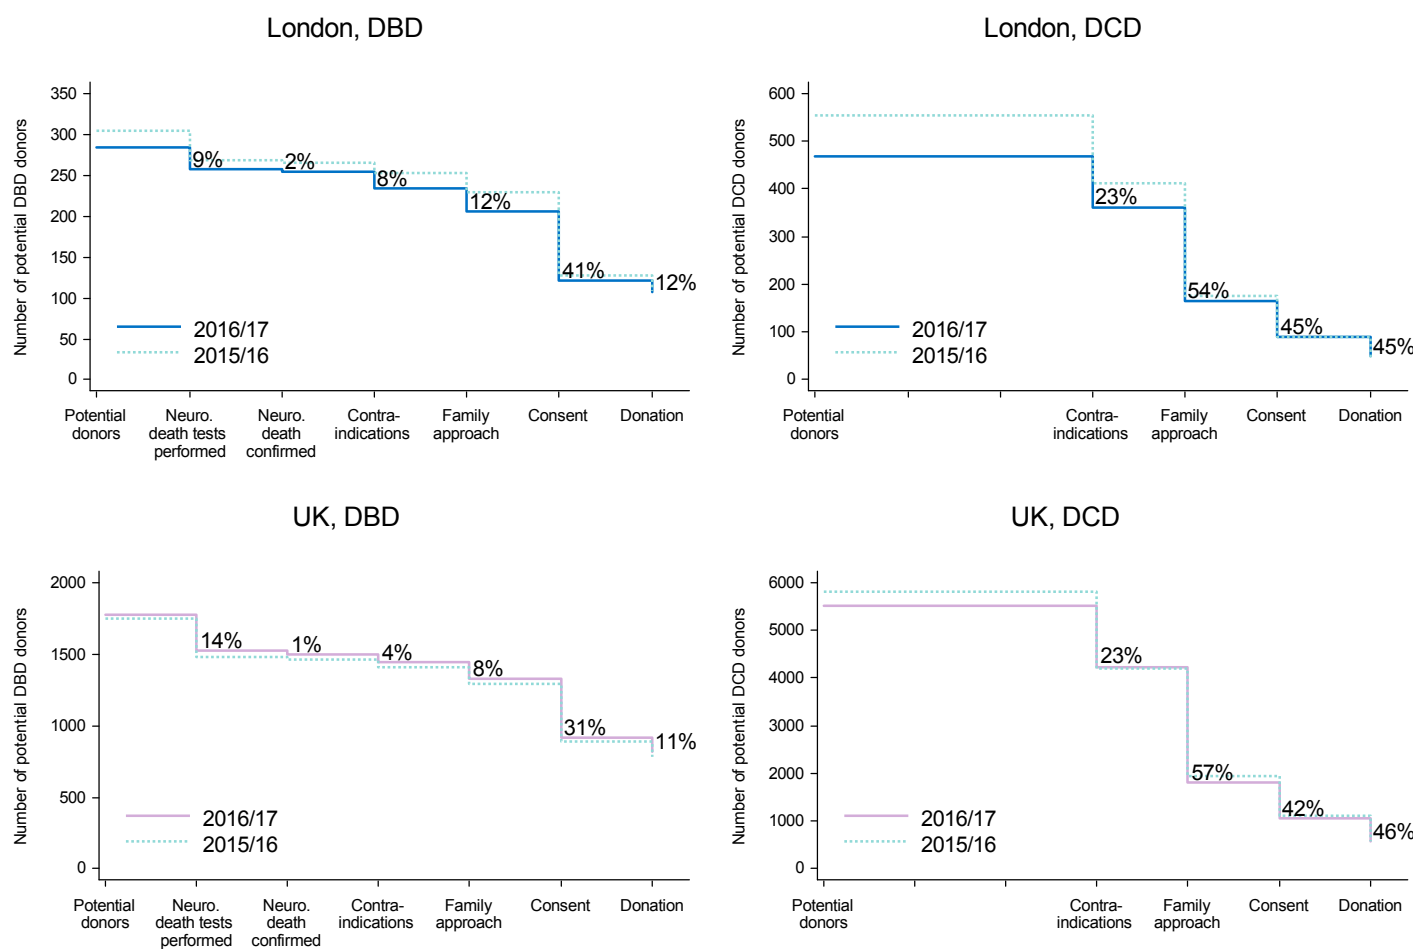 London, DBD
Number of potential DBD donors
350
300
250
200
150
100
50
0
9%
2%
8%
12%
41%
12%
2016/17
2015/16
Potential
donors
Neuro.
death tests
performed
Neuro.
death
confirmed
Contra-
indications
Family
approach
Consent
Donation
London, DCD
Number of potential DCD donors
600
500
400
300
200
100
0
23%
54%
45%
45%
2016/17
2015/16
Potential
donors
Contra-
indications
Family
approach
Consent
Donation
UK, DBD
Number of potential DBD donors
2000
1500
1000
500
0
14%
1%
4%
8%
31%
11%
2016/17
2015/16
Potential
donors
Neuro.
death tests
performed
Neuro.
death
confirmed
Contra-
indications
Family
approach
Consent
Donation
UK, DCD
Number of potential DCD donors
6000
5000
4000
3000
2000
1000
0
23%
57%
42%
46%
2016/17
2015/16
Potential
donors
Contra-
indications
Family
approach
Consent
Donation